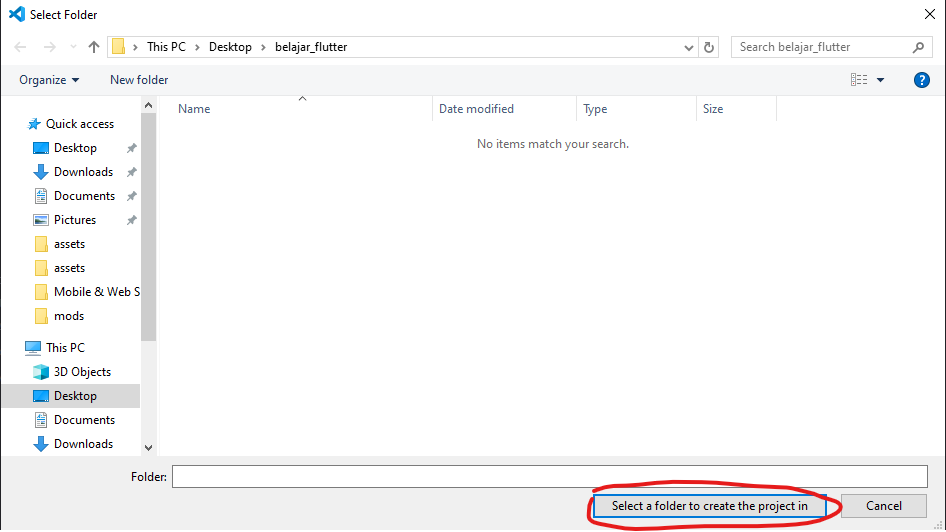 Select Folder
This PC > Desktop > belajar_flutter
Search belajar_flutter
Organize
New folder
?
Name
Date modified
Type
Size
No items match your search.
Quick access
Desktop
Downloads
Documents
Pictures
assets
assets
Mobile & Web S
mods
This PC
3D Objects
Desktop
Documents
Downloads
Folder:
Select a folder to create the project in
Cancel